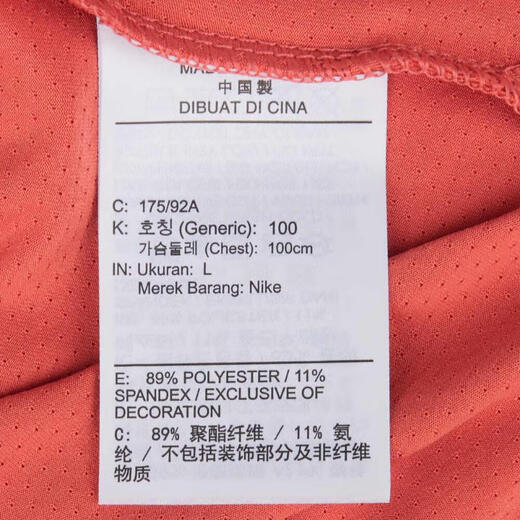 中国製
DIBUAT DI CINA
C: 175/92A
K: 호칭 (Generic): 100
가슴둘레 (Chest): 100cm
IN: Ukuran: L
Merek Barang: Nike
E: 89% POLYESTER / 11%
SPANDEX / EXCLUSIVE OF
DECORATION
C: 89% 聚酯纤维 / 11% 氨
纶 / 不包括装饰部分及非纤维
物质